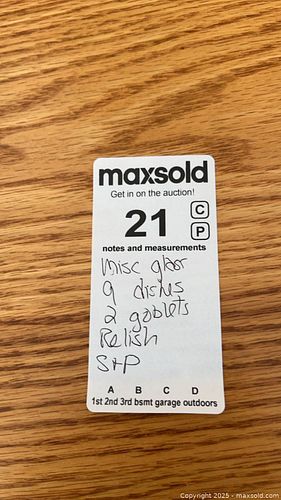 maxsold
Get in on the auction!
21
C
P
notes and measurements
Misc glass
9 dishes
2 goblets
Relish
S+P
A B C D
1st 2nd 3rd bsmt garage outdoors
Copyright 2025 - maxsold.com